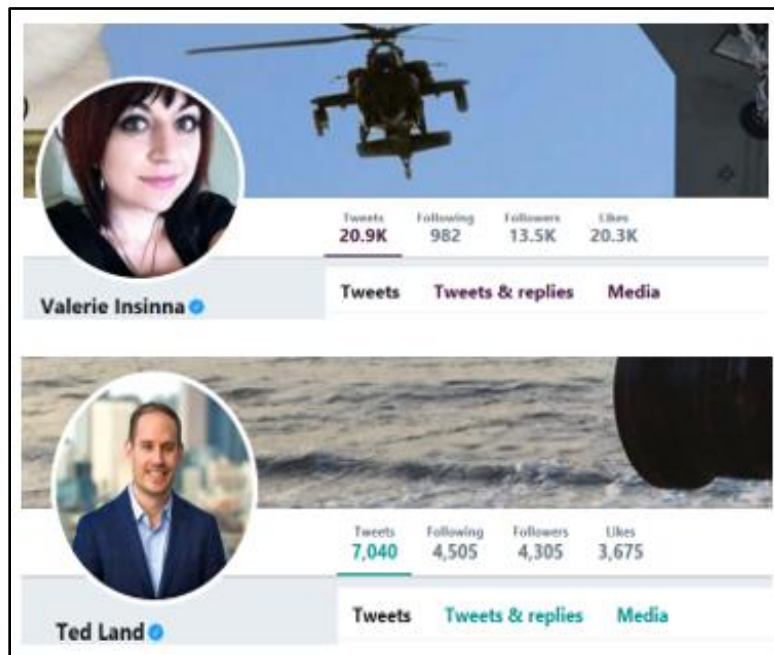 Tweets Following Followers Likes
20.9K 982 13.5K 20.3K
Tweets Tweets & replies Media
Valerie Insinna
Tweets Following Followers Likes
7,040 4,505 4,305 3,675
Tweets Tweets & replies Media
Ted Land